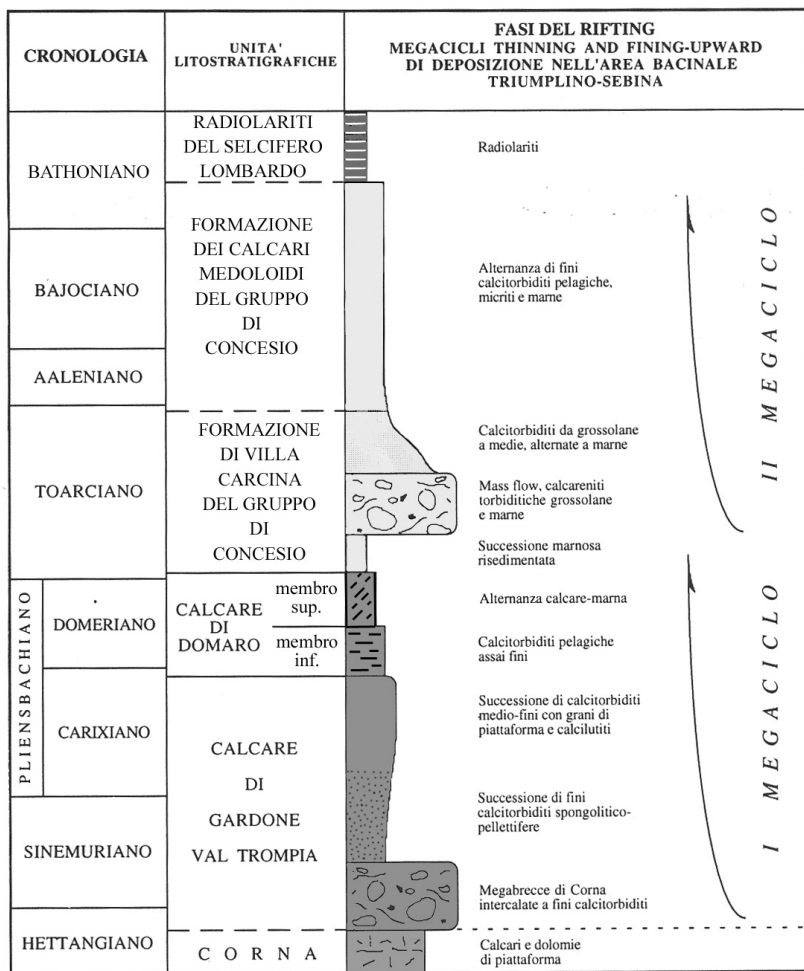 CRONOLOGIA
UNITA'
LITOSTRATIGRAFICHE
FASI DEL RIFTING
MEGACICLI THINNING AND FINING-UPWARD
DI DEPOSIZIONE NELL'AREA BACINALE
TRIUMPLINO-SEBINA
BATHONIANO
BAJOCIANO
AALENIANO
TOARCIANO
PLIENSBACHIANO
DOMERIANO
CARIXIANO
SINEMURIANO
HETTANGIANO
RADIOLARITI
DEL SELCIFERO
LOMBARDO
FORMAZIONE
DEI CALCARI
MEDOLOIDI
DEL GRUPPO
DI
CONCESIO
FORMAZIONE
DI VILLA
CARCINA
DEL GRUPPO
DI
CONCESIO
CALCARE
DI
DOMARO
membro
sup.
membro
inf.
CALCARE
DI
GARDONE
VAL TROMPIA
CORNA
Radiolariti
Alternanza di fini
calcitorbiditi pelagiche,
micriti e marne
Calcitorbiditi da grossolane
a medie, alternate a marne
Mass flow, calcareniti
torbiditiche grossolane
e marne
Successione marnosa
risedimentata
Alternanza calcare-marna
Calcitorbiditi pelagiche
assai fini
Successione di calcitorbiditi
medio-fini con grani di
piattaforma e calcilutiti
Successione di fini
calcitorbiditi spongolitico-
pellettifere
Megabrecce di Corna
intercalate a fini calcitorbiditi
Calcari e dolomie
di piattaforma
II MEGACICLO
I MEGACICLO